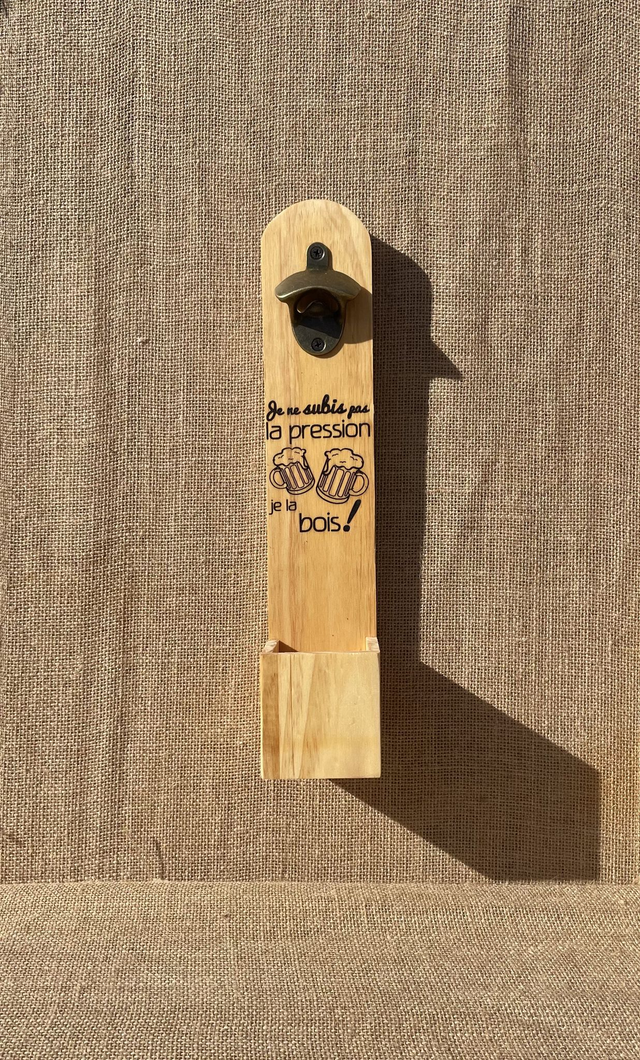 Je ne subis pas
la pression
je la
bois!